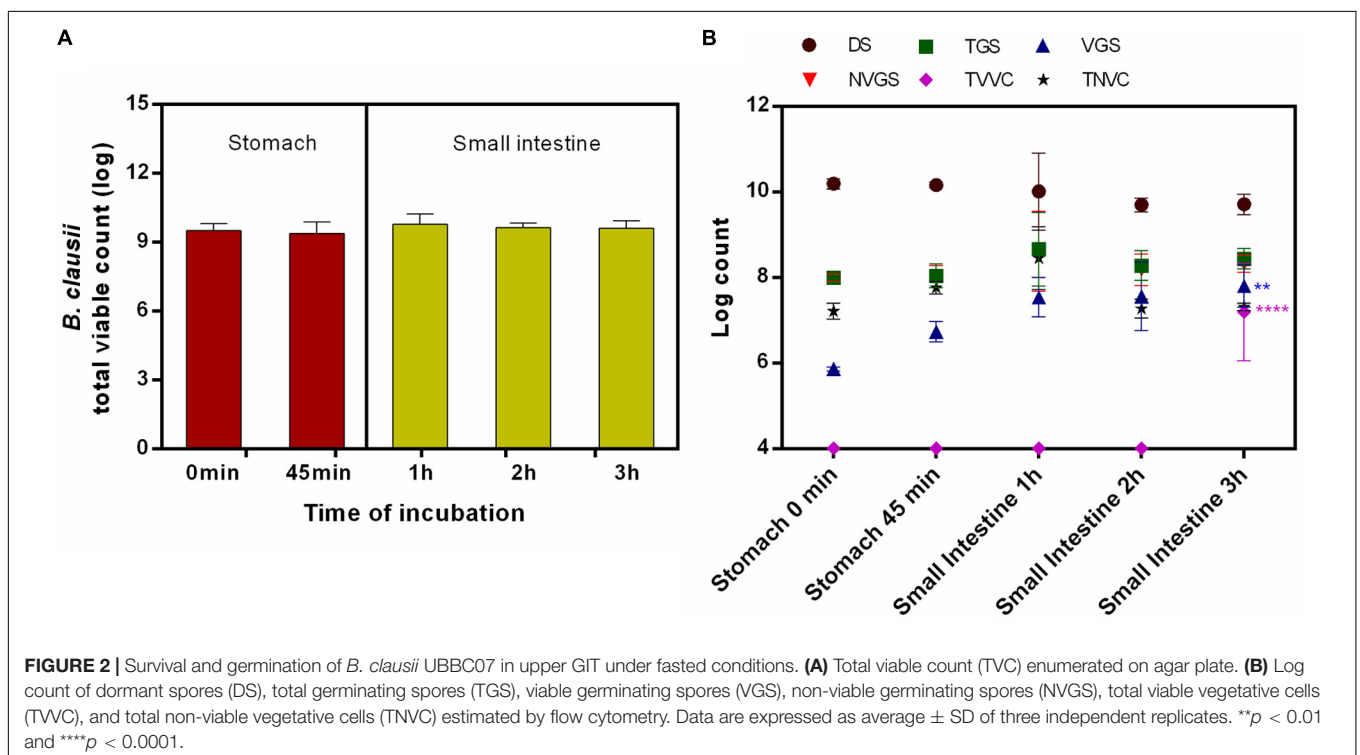 A
B. clausii
total viable count (log)
15
12
9
6
3
0
Stomach
Small intestine
0min 45min 1h 2h 3h
Time of incubation
B
DS TGS VGS
NVGS TVVC TNVC
Log count
12
10
8
6
4
**
****
Stomach 0 min
Stomach 45 min
Small Intestine 1h
Small Intestine 2h
Small Intestine 3h
FIGURE 2 | Survival and germination of B. clausii UBBC07 in upper GIT under fasted conditions. (A) Total viable count (TVC) enumerated on agar plate. (B) Log
count of dormant spores (DS), total germinating spores (TGS), viable germinating spores (VGS), non-viable germinating spores (NVGS), total viable vegetative cells
(TVVC), and total non-viable vegetative cells (TNVC) estimated by flow cytometry. Data are expressed as average ± SD of three independent replicates. **p < 0.01
and ****p < 0.0001.